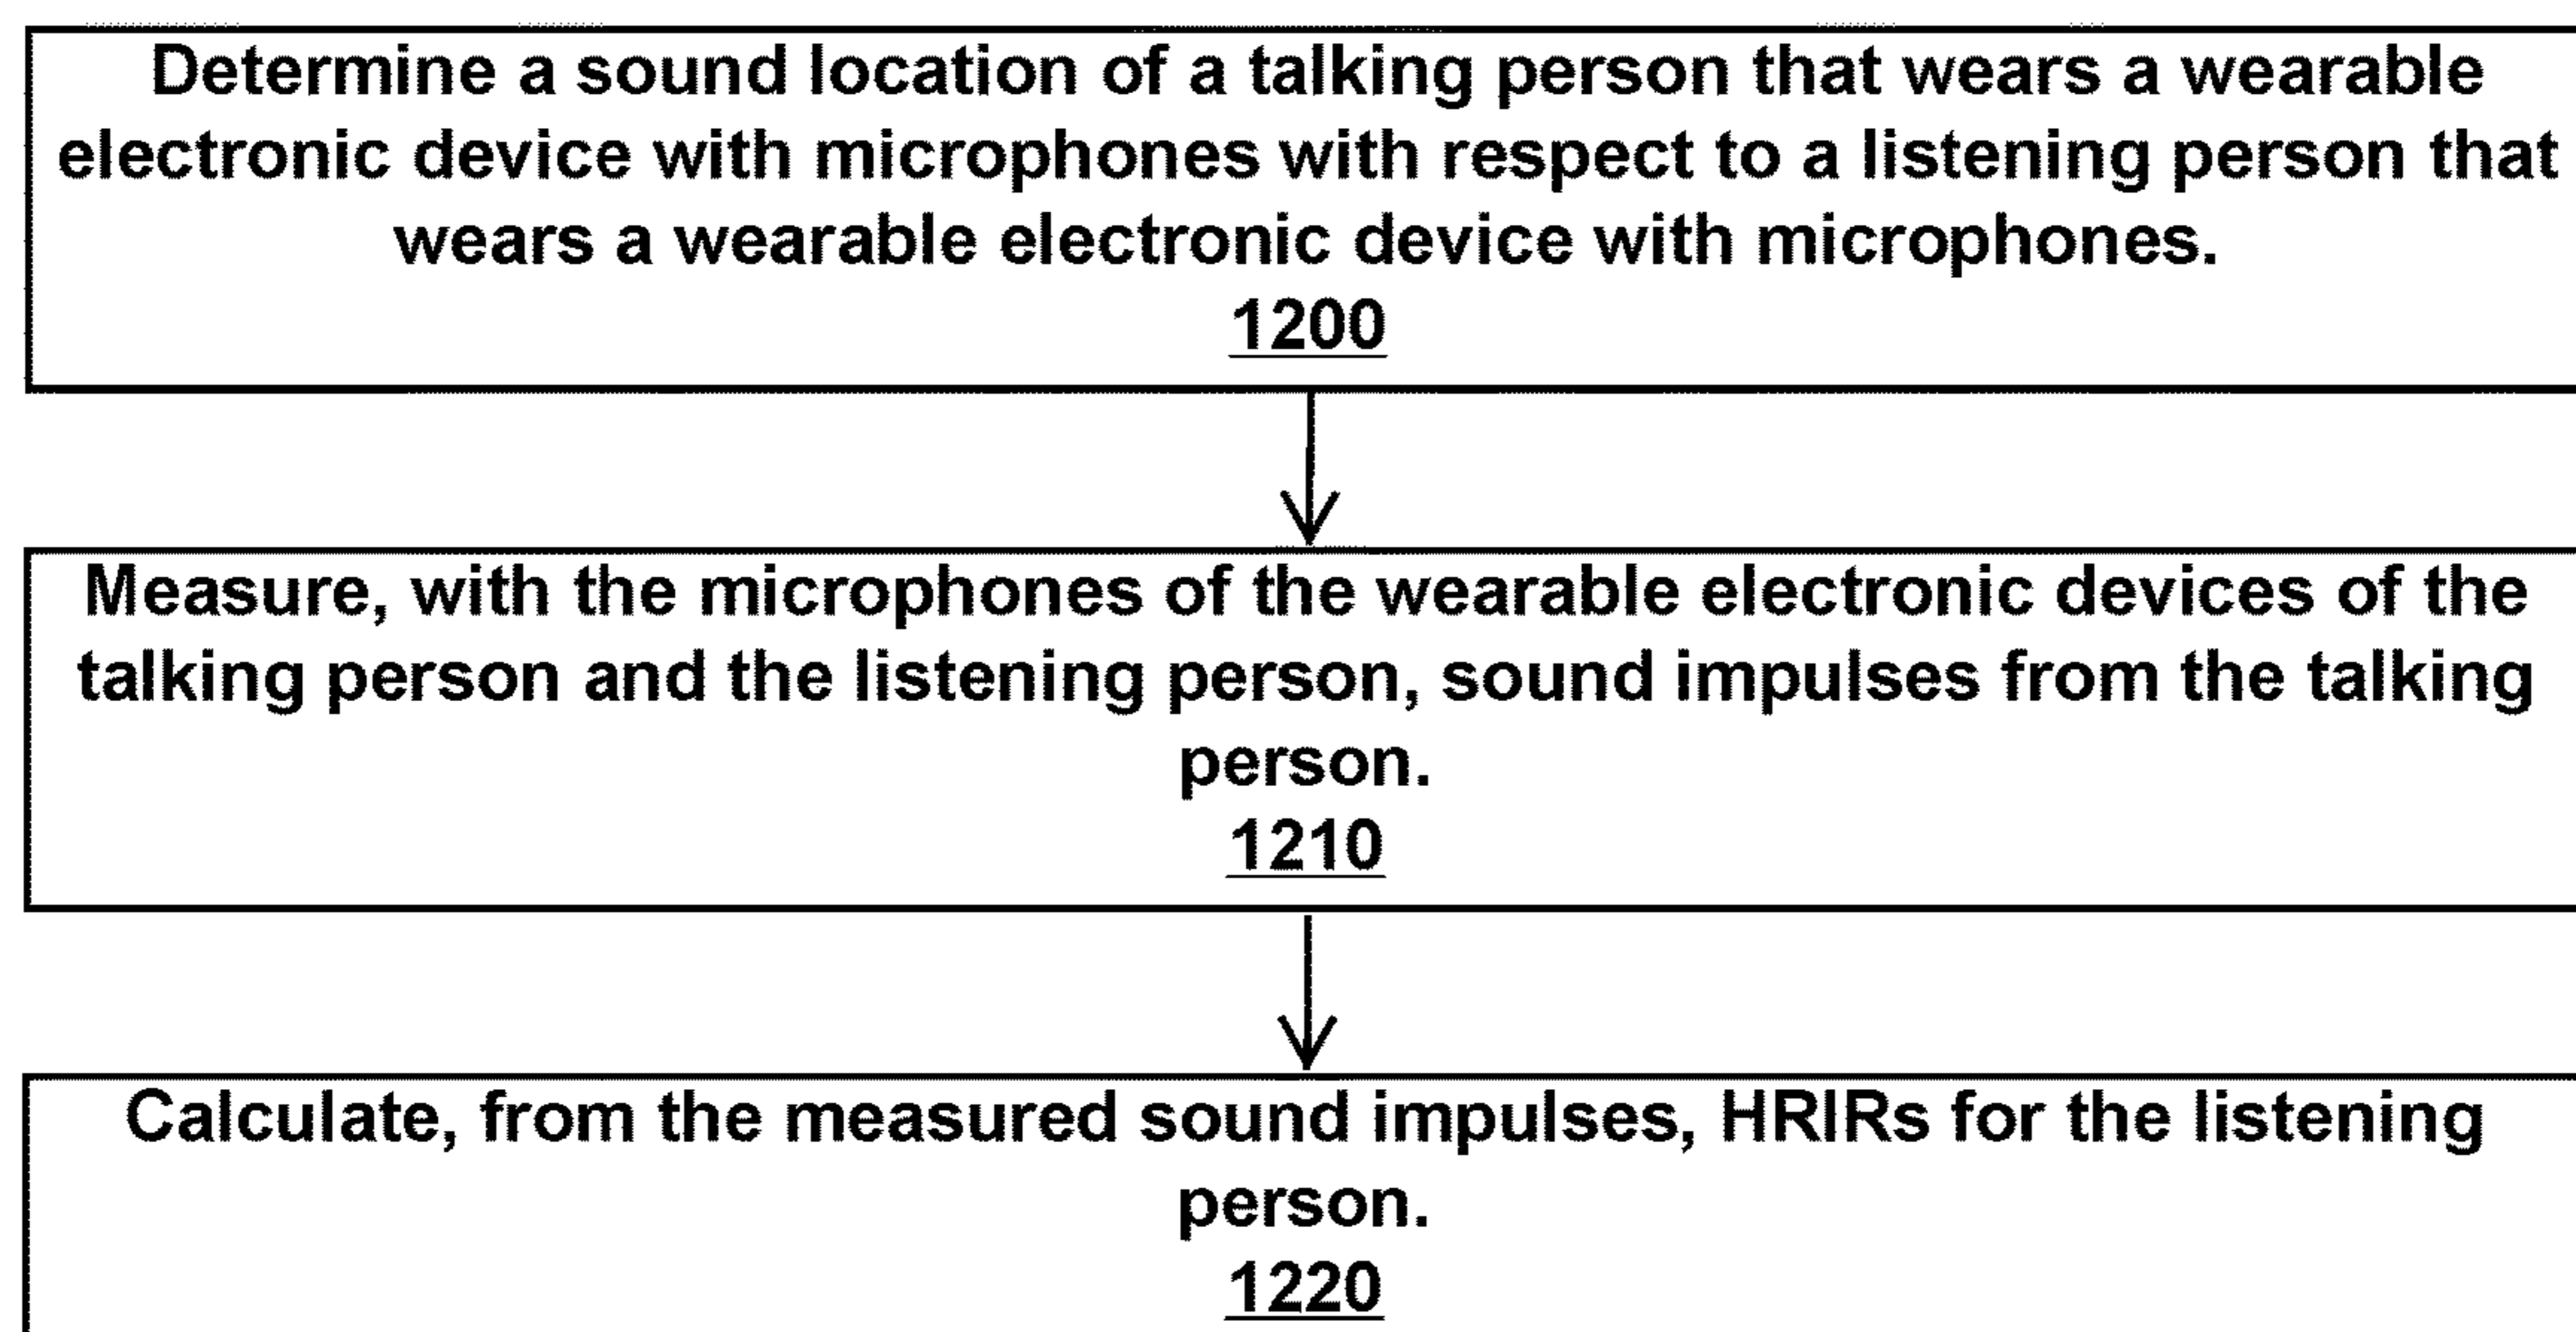 Determine a sound location of a talking person that wears a wearable
electronic device with microphones with respect to a listening person that
wears a wearable electronic device with microphones.
1200
Measure, with the microphones of the wearable electronic devices of the
talking person and the listening person, sound impulses from the talking
person.
1210
Calculate, from the measured sound impulses, HRIRs for the listening
person.
1220